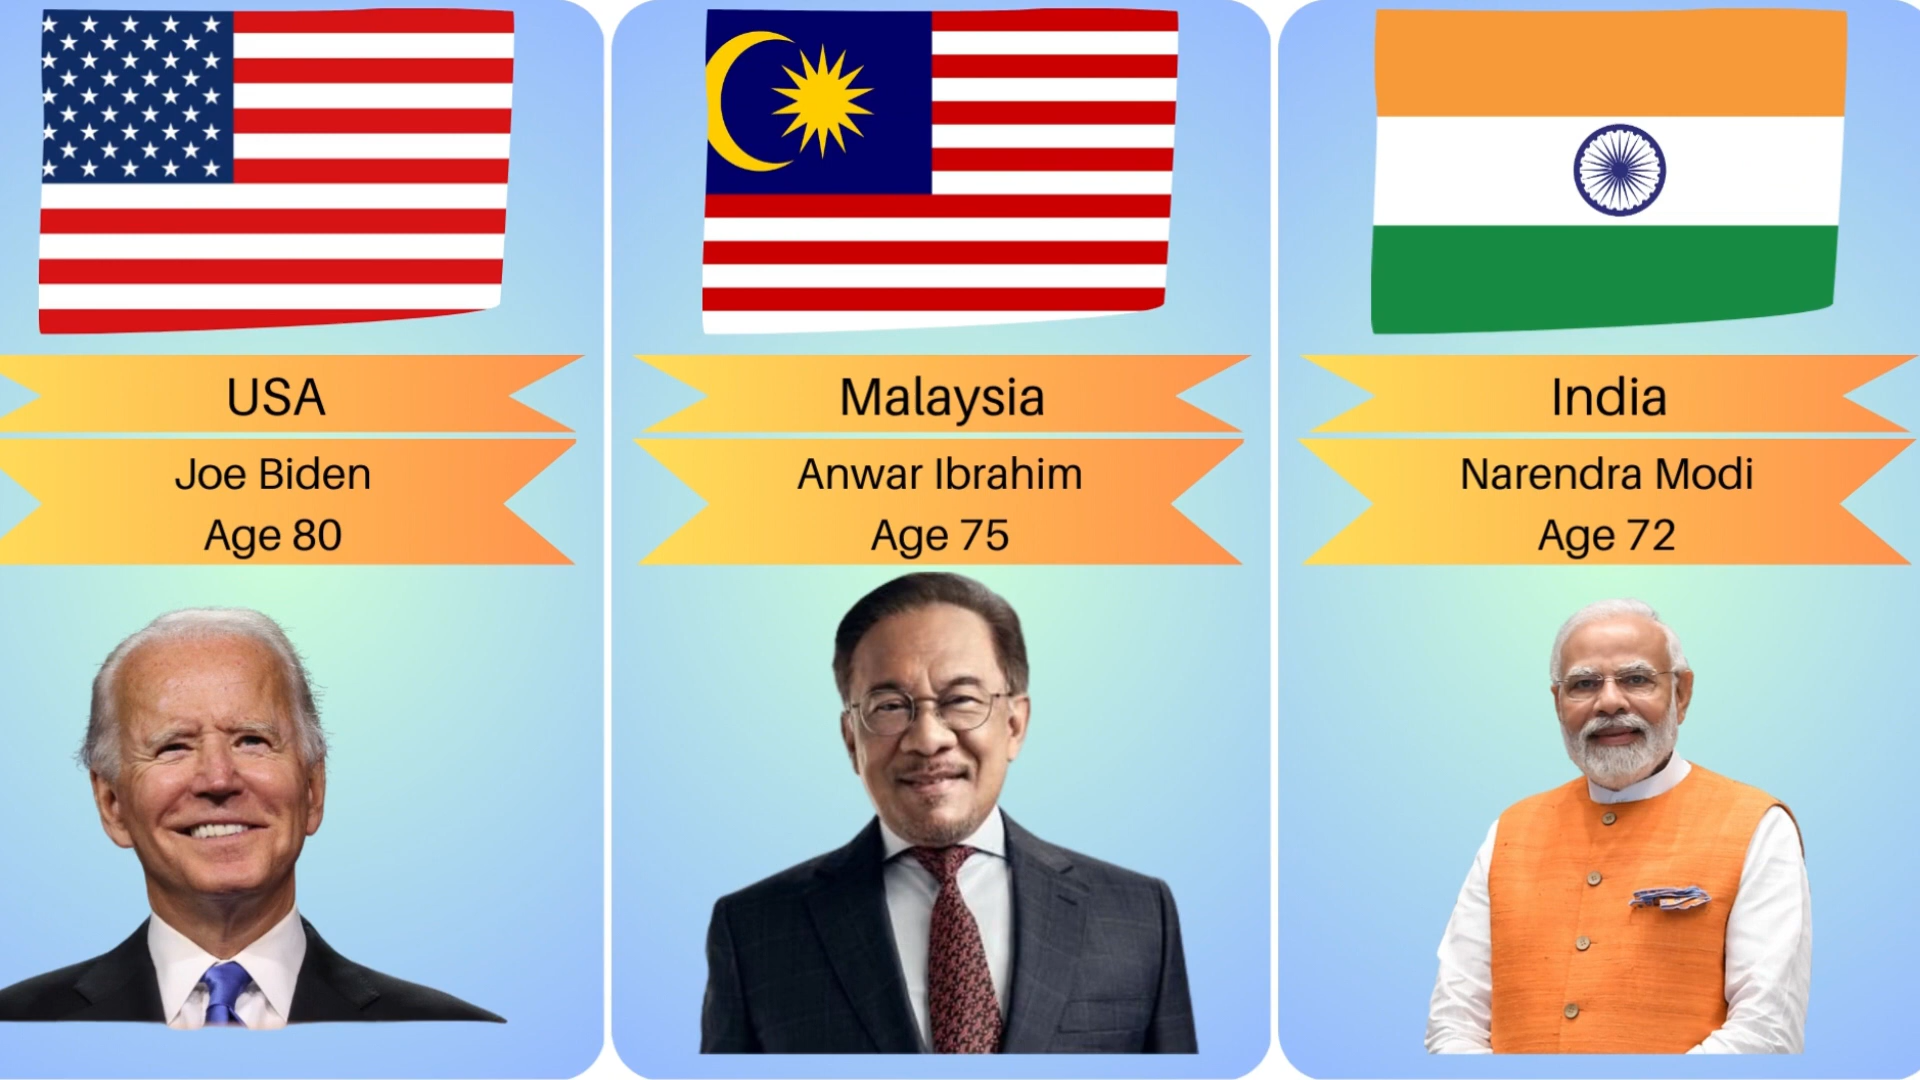 USA
Joe Biden
Age 80
Malaysia
Anwar Ibrahim
Age 75
India
Narendra Modi
Age 72